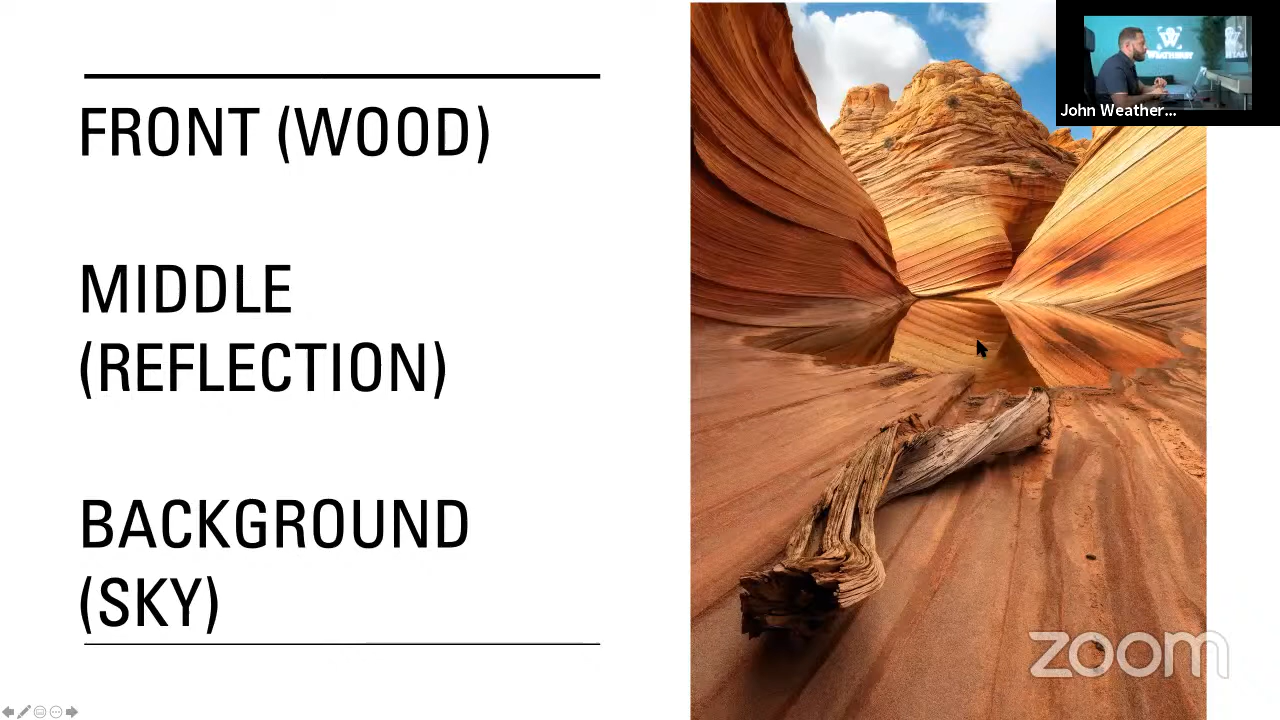 FRONT (WOOD)
MIDDLE
(REFLECTION)
BACKGROUND
(SKY)
John Weather...
zoom